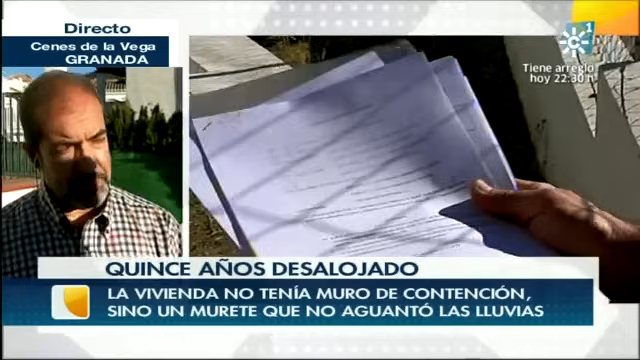 Directo
Cenes de la Vega
GRANADA
1
Tiene arreglo
hoy 22:30 h
QUINCE AÑOS DESALOJADO
LA VIVIENDA NO TENÍA MURO DE CONTENCIÓN,
SINO UN MURETE QUE NO AGUANTÓ LAS LLUVIAS